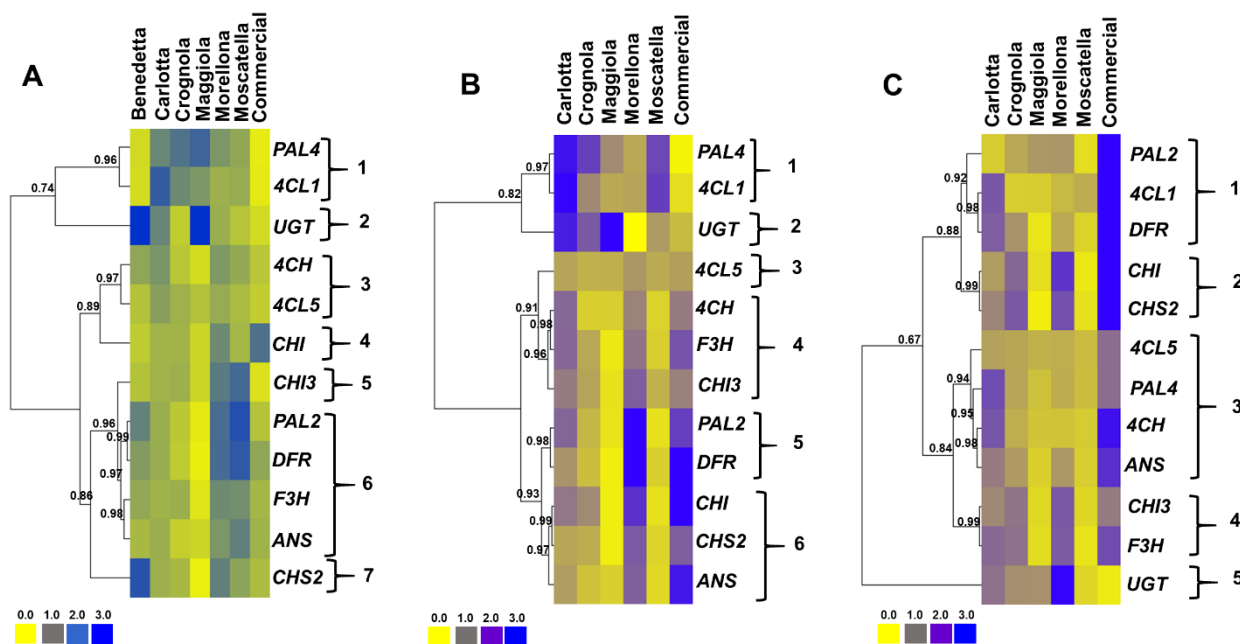 A
Benedetta
Carlotta
Crognola
Maggiola
Morellona
Moscatella
Commercial
0.96
0.74
0.97
0.89
0.96
0.99
0.97
0.86
0.98
PAL4
4CL1
UGT
4CH
4CL5
CHI
CHI3
PAL2
DFR
F3H
ANS
CHS2
1
2
3
4
5
6
7
0.0 1.0 2.0 3.0
B
Carlotta
Crognola
Maggiola
Morellona
Moscatella
Commercial
0.97
0.82
0.91
0.98
0.96
0.98
0.93
0.99
0.97
PAL4
4CL1
UGT
4CL5
4CH
F3H
CHI3
PAL2
DFR
CHI
CHS2
ANS
1
2
3
4
5
6
0.0 1.0 2.0 3.0
C
Carlotta
Crognola
Maggiola
Morellona
Moscatella
Commercial
0.92
0.98
0.88
0.99
0.67
0.94
0.95
0.98
0.84
0.99
PAL2
4CL1
DFR
CHI
CHS2
4CL5
PAL4
4CH
ANS
CHI3
F3H
UGT
1
2
3
4
5
0.0 1.0 2.0 3.0